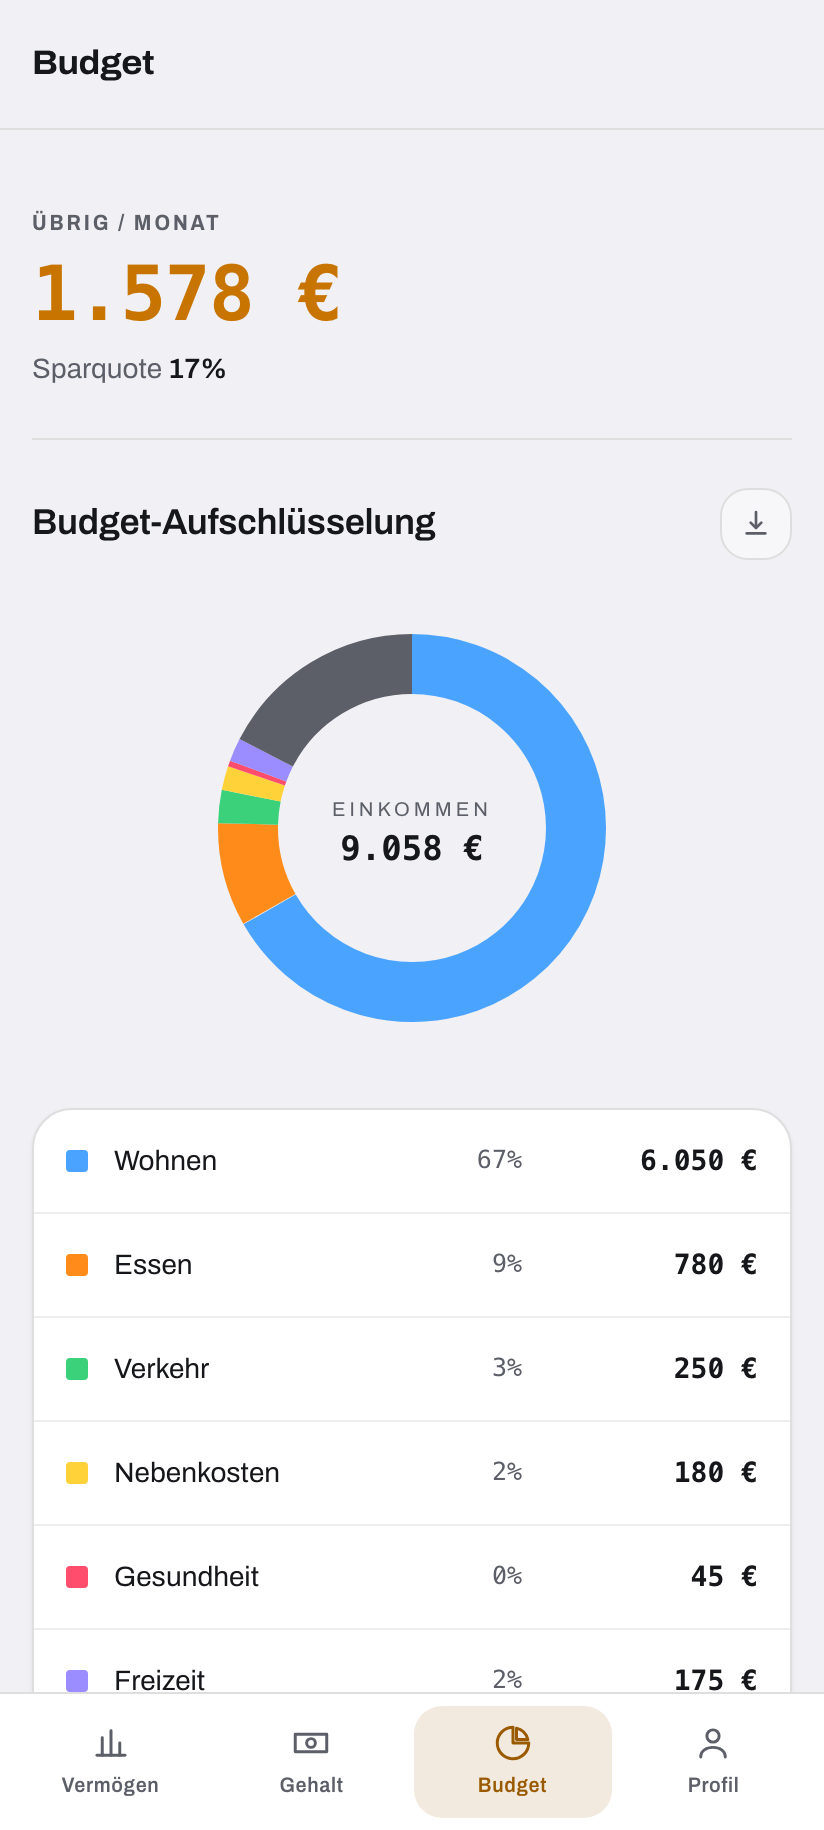 Budget
ÜBRIG / MONAT
1.578 €
Sparquote 17%
Budget-Aufschlüsselung
EINKOMMEN
9.058 €
Wohnen 67% 6.050 €
Essen 9% 780 €
Verkehr 3% 250 €
Nebenkosten 2% 180 €
Gesundheit 0% 45 €
Freizeit 2% 175 €
Vermögen Gehalt Budget Profil